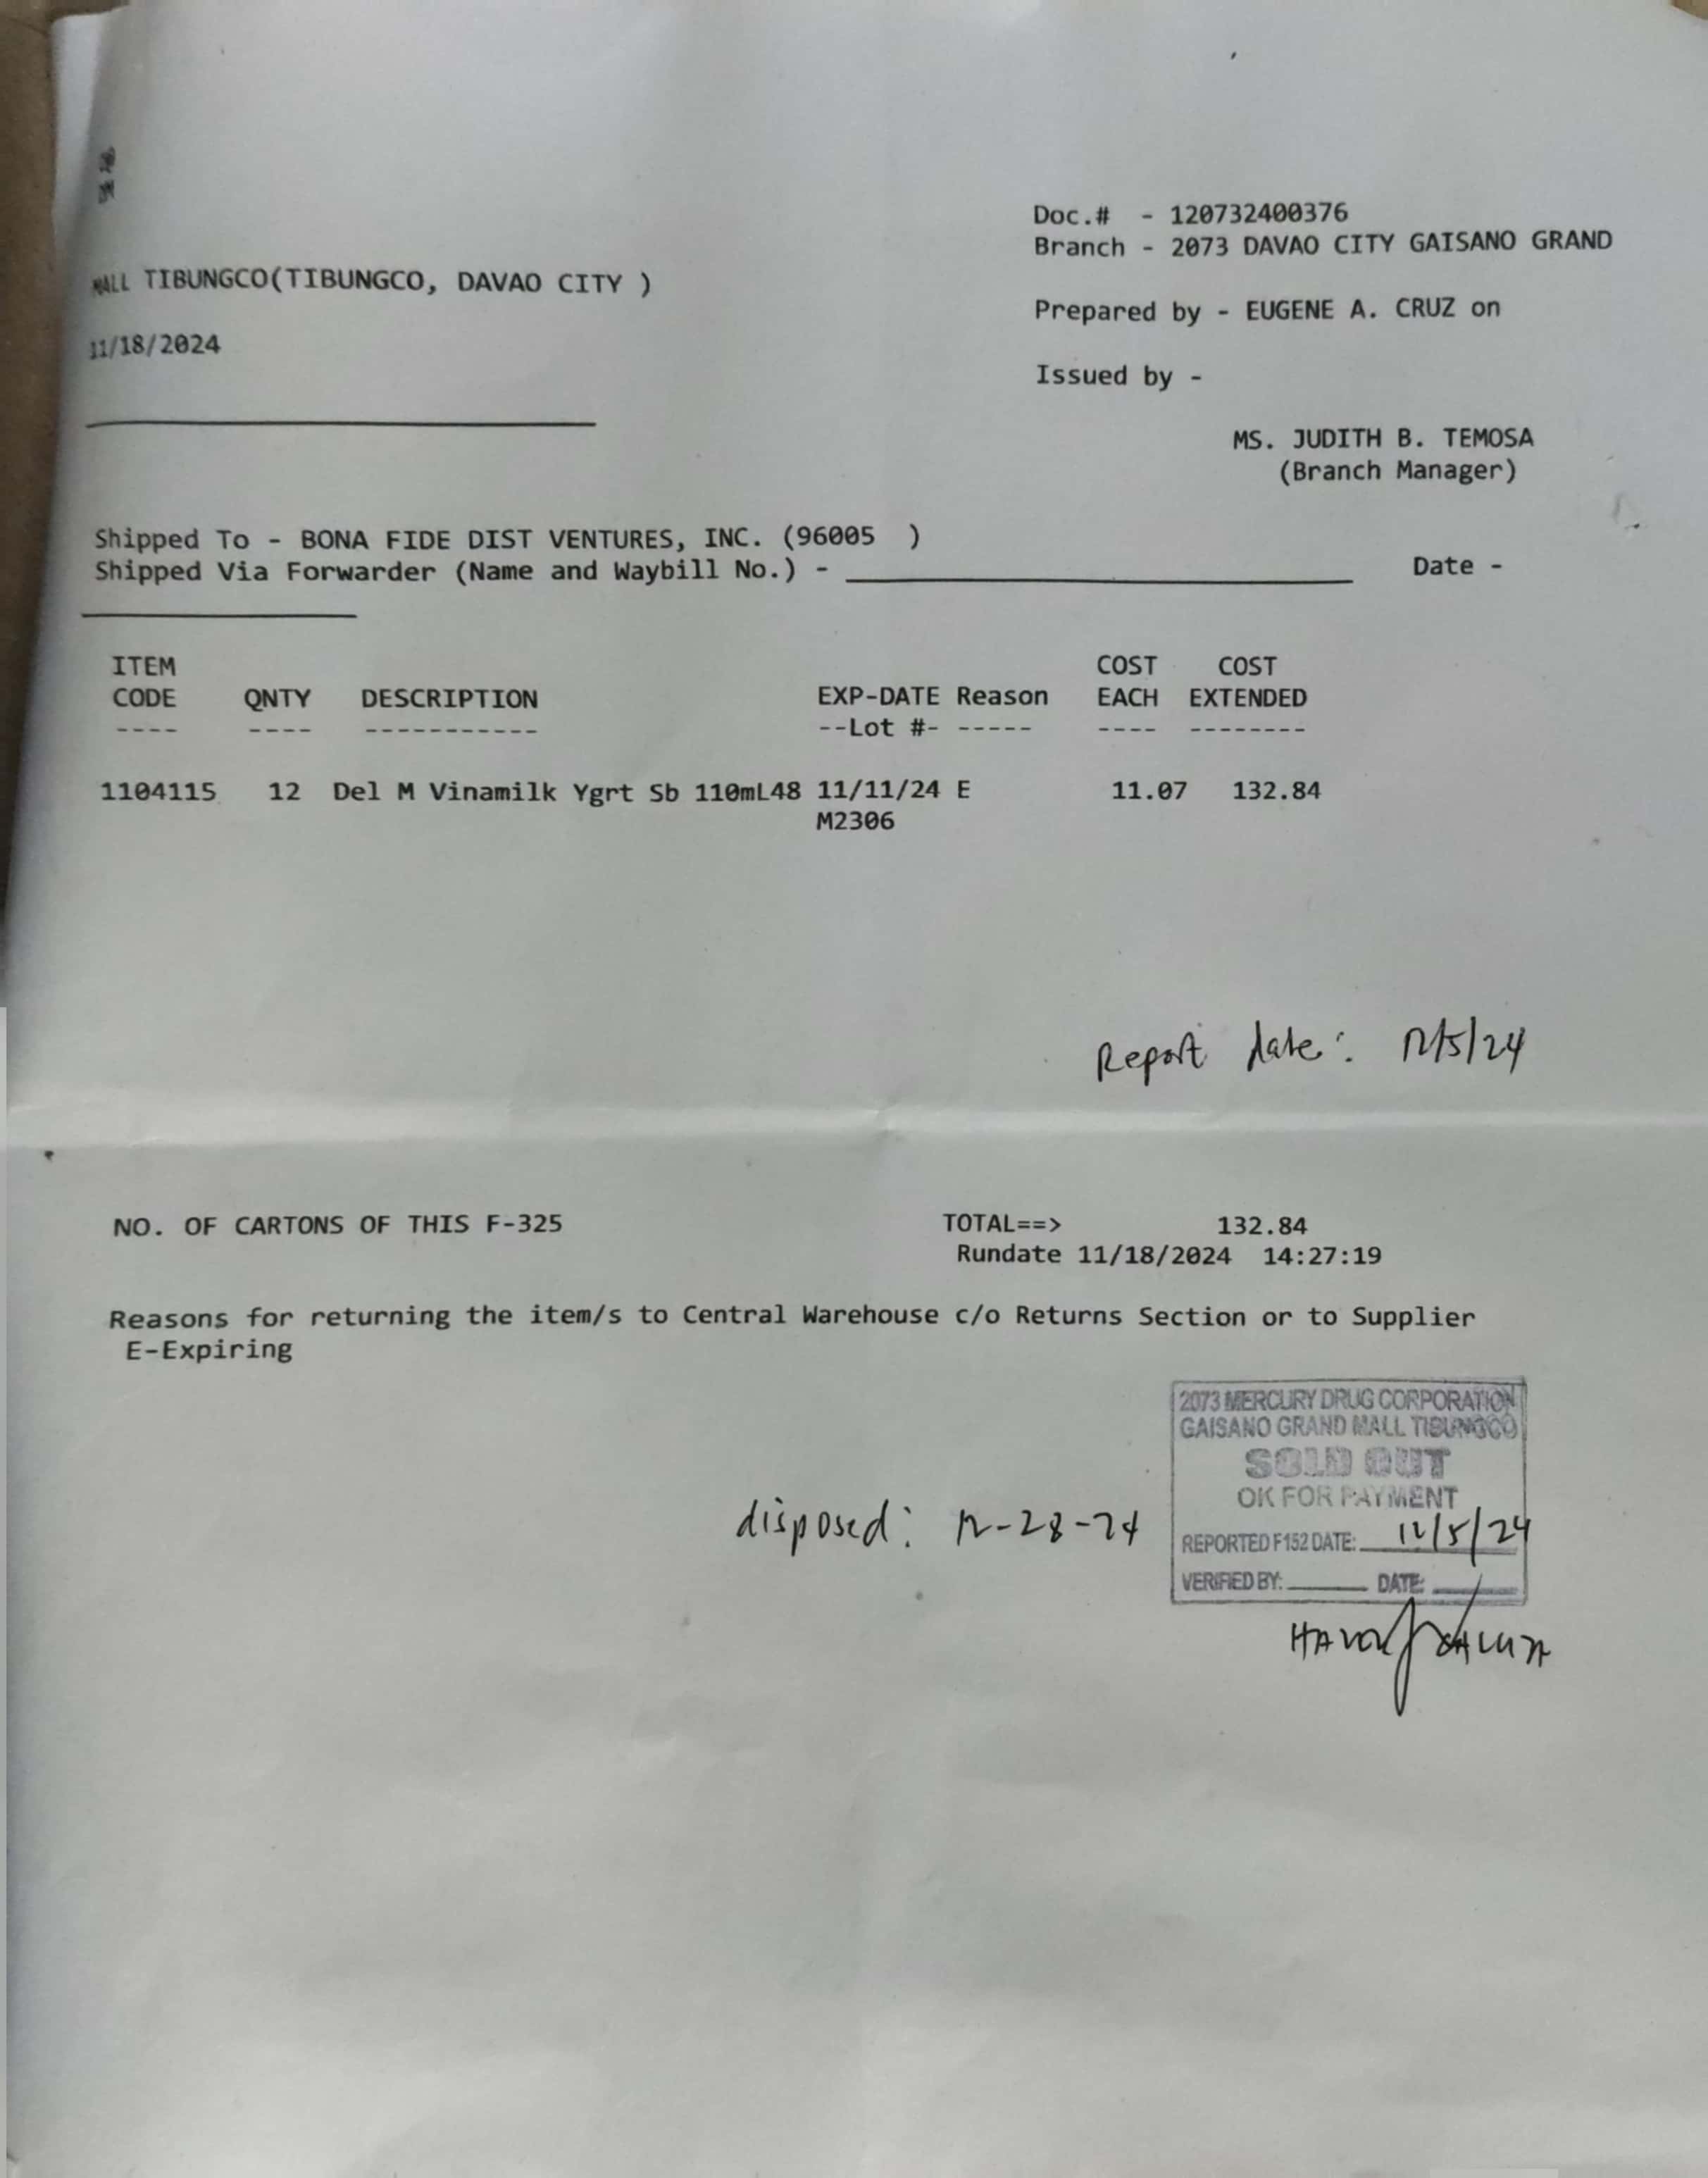 Doc.# - 120732400376
Branch - 2073 DAVAO CITY GAISANO GRAND
MALL TIBUNGCO(TIBUNGCO, DAVAO CITY )
Prepared by - EUGENE A. CRUZ on
11/18/2024
Issued by -
MS. JUDITH B. TEMOSA
(Branch Manager)
Shipped To - BONA FIDE DIST VENTURES, INC. (96005 )
Shipped Via Forwarder (Name and Waybill No.) - Date -
ITEM COST COST
CODE QNTY DESCRIPTION EXP-DATE Reason EACH EXTENDED
---- ---- ----------- --Lot #- ----- ---- --------
1104115 12 Del M Vinamilk Ygrt Sb 110mL48 11/11/24 E 11.07 132.84
M2306
Report date: 12/5/24
NO. OF CARTONS OF THIS F-325 TOTAL==> 132.84
Rundate 11/18/2024 14:27:19
Reasons for returning the item/s to Central Warehouse c/o Returns Section or to Supplier
E-Expiring
2073 MERCURY DRUG CORPORATION
GAISANO GRAND MALL TIBUNGCO
SOLD OUT
OK FOR PAYMENT
disposed: 12-28-24
REPORTED F152 DATE: 12/5/24
VERIFIED BY: DATE: